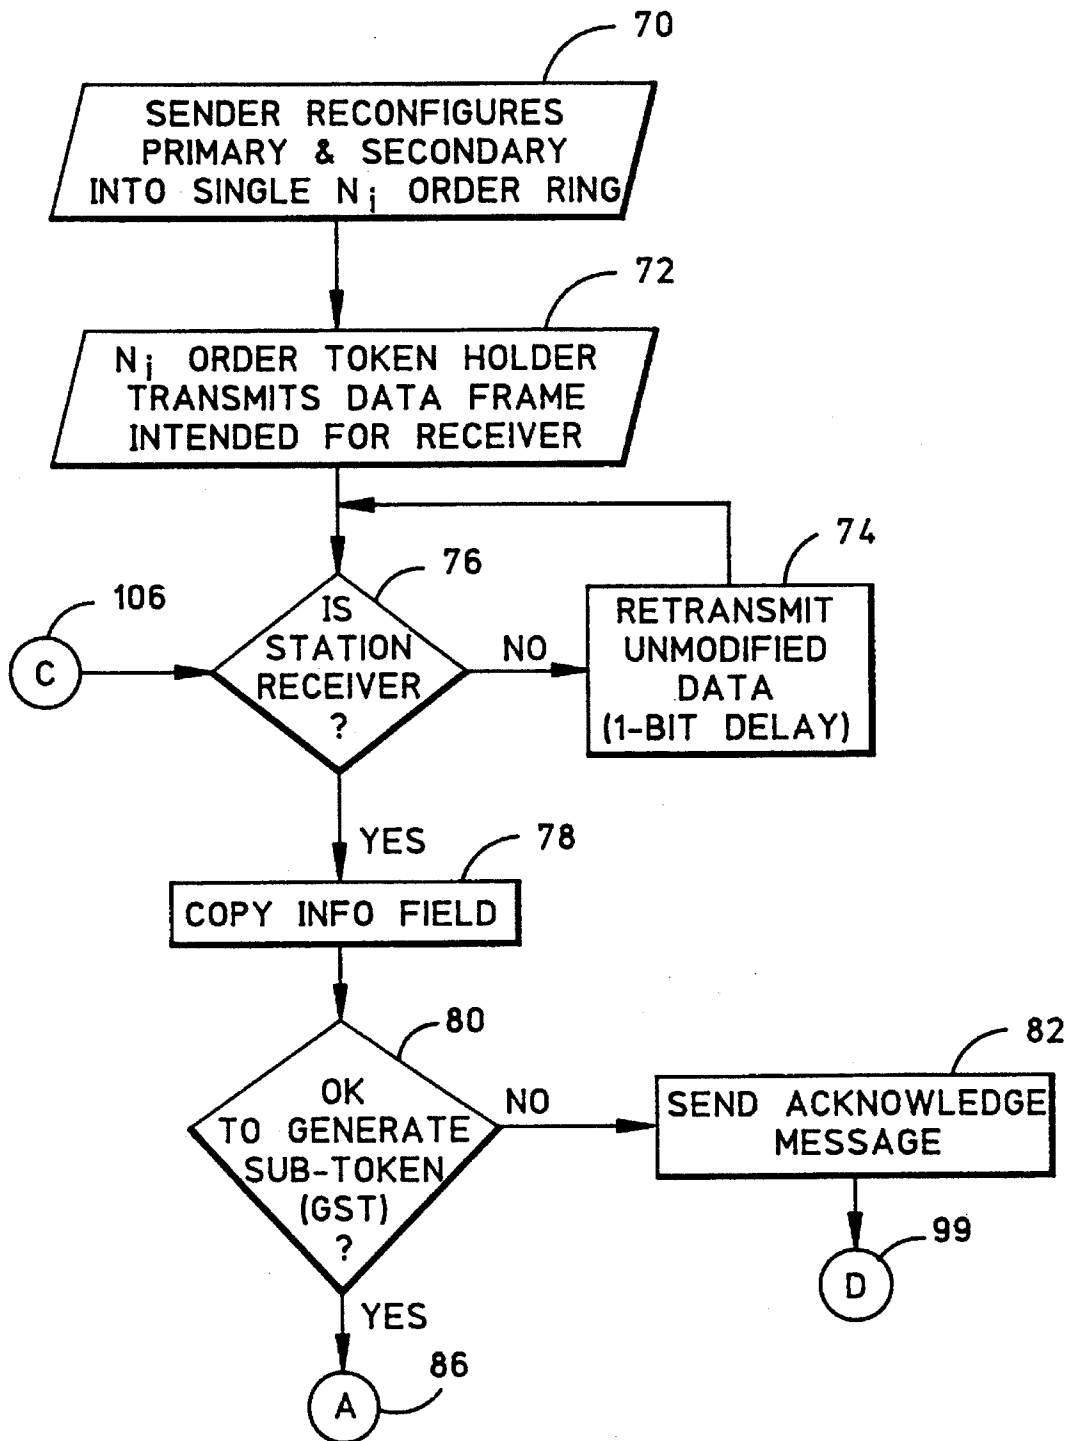 70
SENDER RECONFIGURES
PRIMARY & SECONDARY
INTO SINGLE Ni ORDER RING
72
Ni ORDER TOKEN HOLDER
TRANSMITS DATA FRAME
INTENDED FOR RECEIVER
74
76
106
C
IS
STATION
RECEIVER
?
NO
RETRANSMIT
UNMODIFIED
DATA
(1-BIT DELAY)
YES
78
COPY INFO FIELD
80
OK
TO GENERATE
SUB-TOKEN
(GST)
?
NO
82
SEND ACKNOWLEDGE
MESSAGE
99
D
YES
86
A